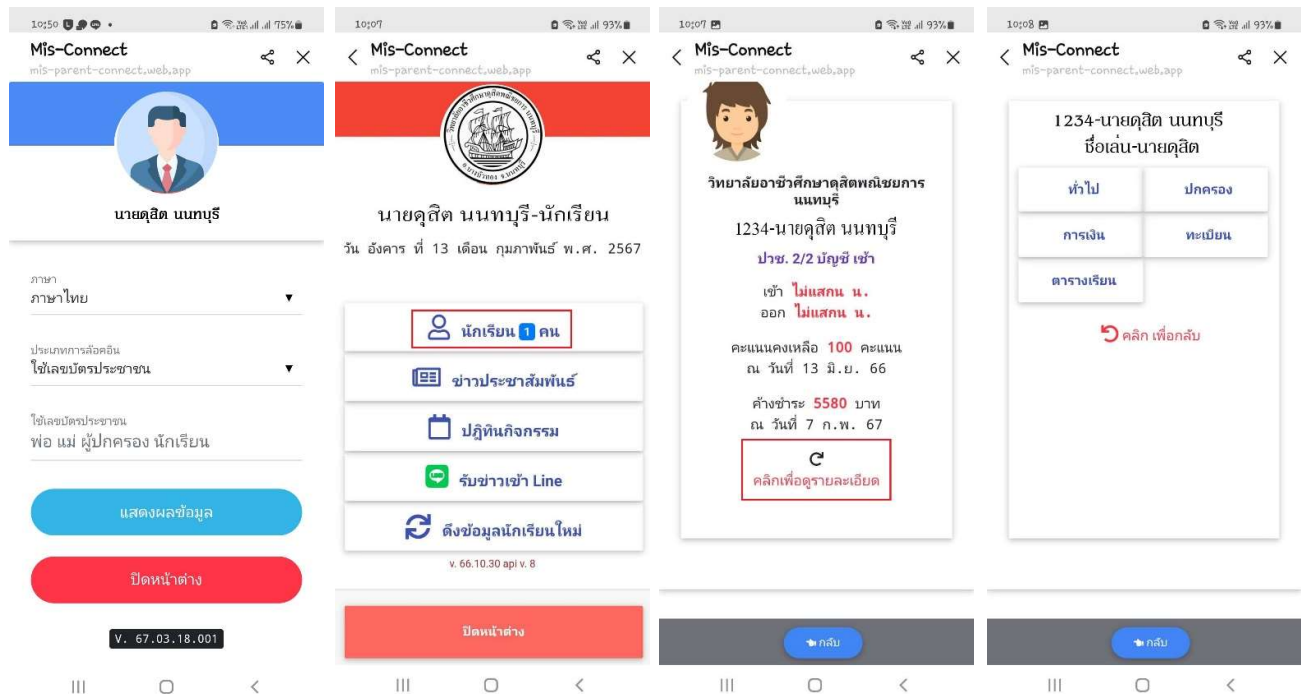 10:50
75%
Mis-Connect
mis-parent-connect.web.app
นายดุสิต นนทบุรี
ภาษา
ภาษาไทย
ประเภทการล้อคอิน
ใช้เลขบัตรประชาชน
ใช้เลขบัตรประชาชน
พ่อ แม่ ผู้ปกครอง นักเรียน
แสดงผลข้อมูล
ปิดหน้าต่าง
V. 67.03.18.001
10:07
93%
Mis-Connect
mis-parent-connect.web.app
นายดุสิต นนทบุรี-นักเรียน
วัน อังคาร ที่ 13 เดือน กุมภาพันธ์ พ.ศ. 2567
นักเรียน 1 คน
ข่าวประชาสัมพันธ์
ปฎิทินกิจกรรม
รับข่าวเข้า Line
ดึงข้อมูลนักเรียนใหม่
v. 66.10.30 api v. 8
ปิดหน้าต่าง
10:07
93%
Mis-Connect
mis-parent-connect.web.app
วิทยาลัยอาชีวศึกษาดุสิตพณิชยการ
นนทบุรี
1234-นายดุสิต นนทบุรี
ปวช. 2/2 บัญชี เช้า
เข้า ไม่แสกน น.
ออก ไม่แสกน น.
คะแนนคงเหลือ 100 คะแนน
ณ วันที่ 13 มิ.ย. 66
ค้างชำระ 5580 บาท
ณ วันที่ 7 ก.พ. 67
คลิกเพื่อดูรายละเอียด
กลับ
10:08
93%
Mis-Connect
mis-parent-connect.web.app
1234-นายดุสิต นนทบุรี
ชื่อเล่น-นายดุสิต
ทั่วไป ปกครอง
การเงิน ทะเบียน
ตารางเรียน
คลิก เพื่อกลับ
กลับ